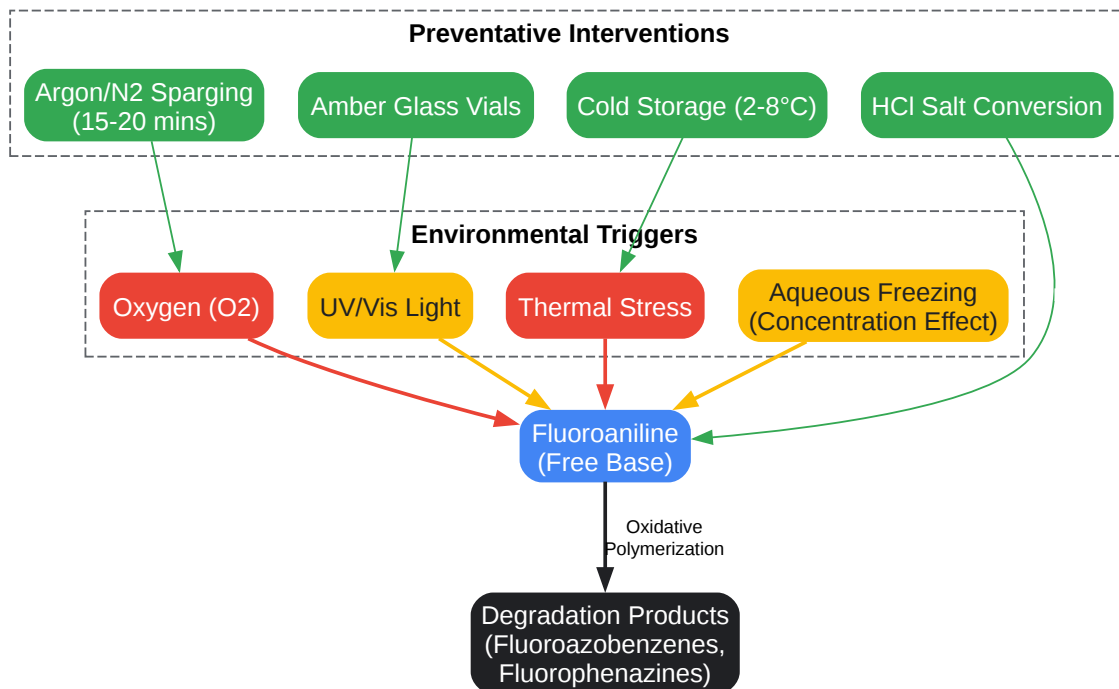 Preventative Interventions
Argon/N2 Sparging
(15-20 mins)
Amber Glass Vials
Cold Storage (2-8°C)
HCl Salt Conversion
Environmental Triggers
Oxygen (O2)
UV/Vis Light
Thermal Stress
Aqueous Freezing
(Concentration Effect)
Fluoroaniline
(Free Base)
Oxidative
Polymerization
Degradation Products
(Fluoroazobenzenes,
Fluorophenazines)